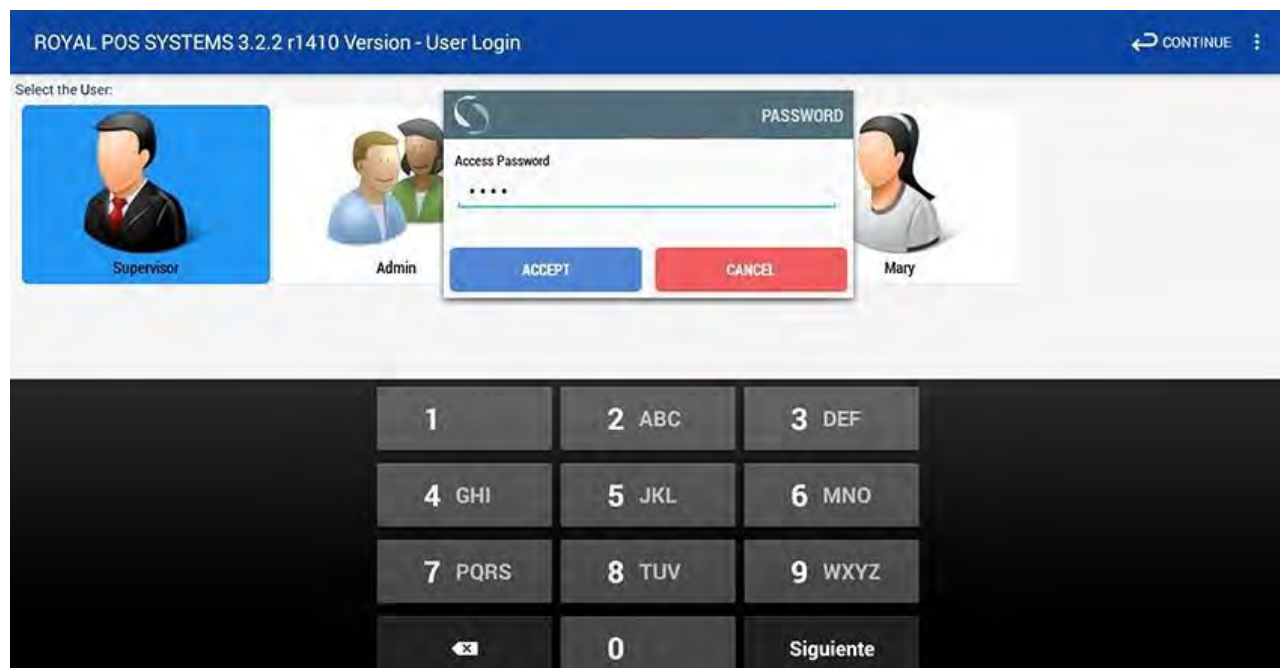 ROYAL POS SYSTEMS 3.2.2 r1410 Version - User Login
CONTINUE
Select the User:
PASSWORD
Access Password
ACCEPT
CANCEL
Supervisor
Admin
Mary
1
2 ABC
3 DEF
4 GHI
5 JKL
6 MNO
7 PQRS
8 TUV
9 WXYZ
0
Siguiente